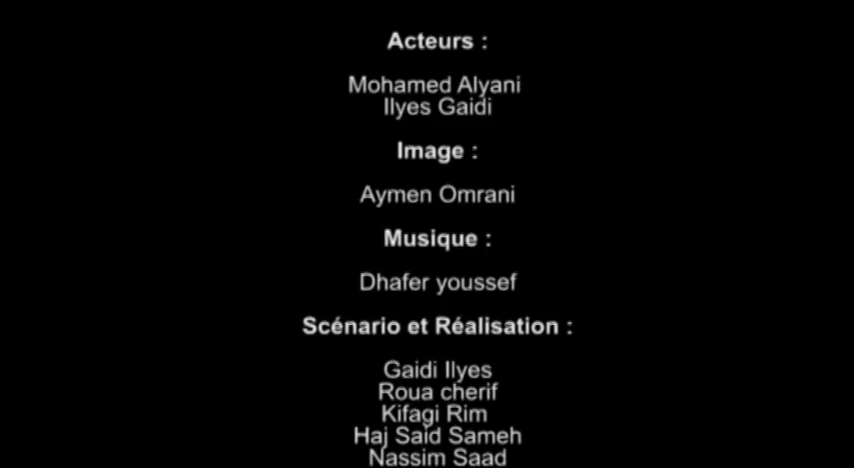 Acteurs :
Mohamed Alyani
Ilyes Gaidi
Image :
Aymen Omrani
Musique :
Dhafer youssef
Scénario et Réalisation :
Gaidi Ilyes
Roua cherif
Kifagi Rim
Haj Said Sameh
Nassim Saad